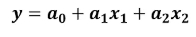 y = a₀ + a₁x₁ + a₂x₂